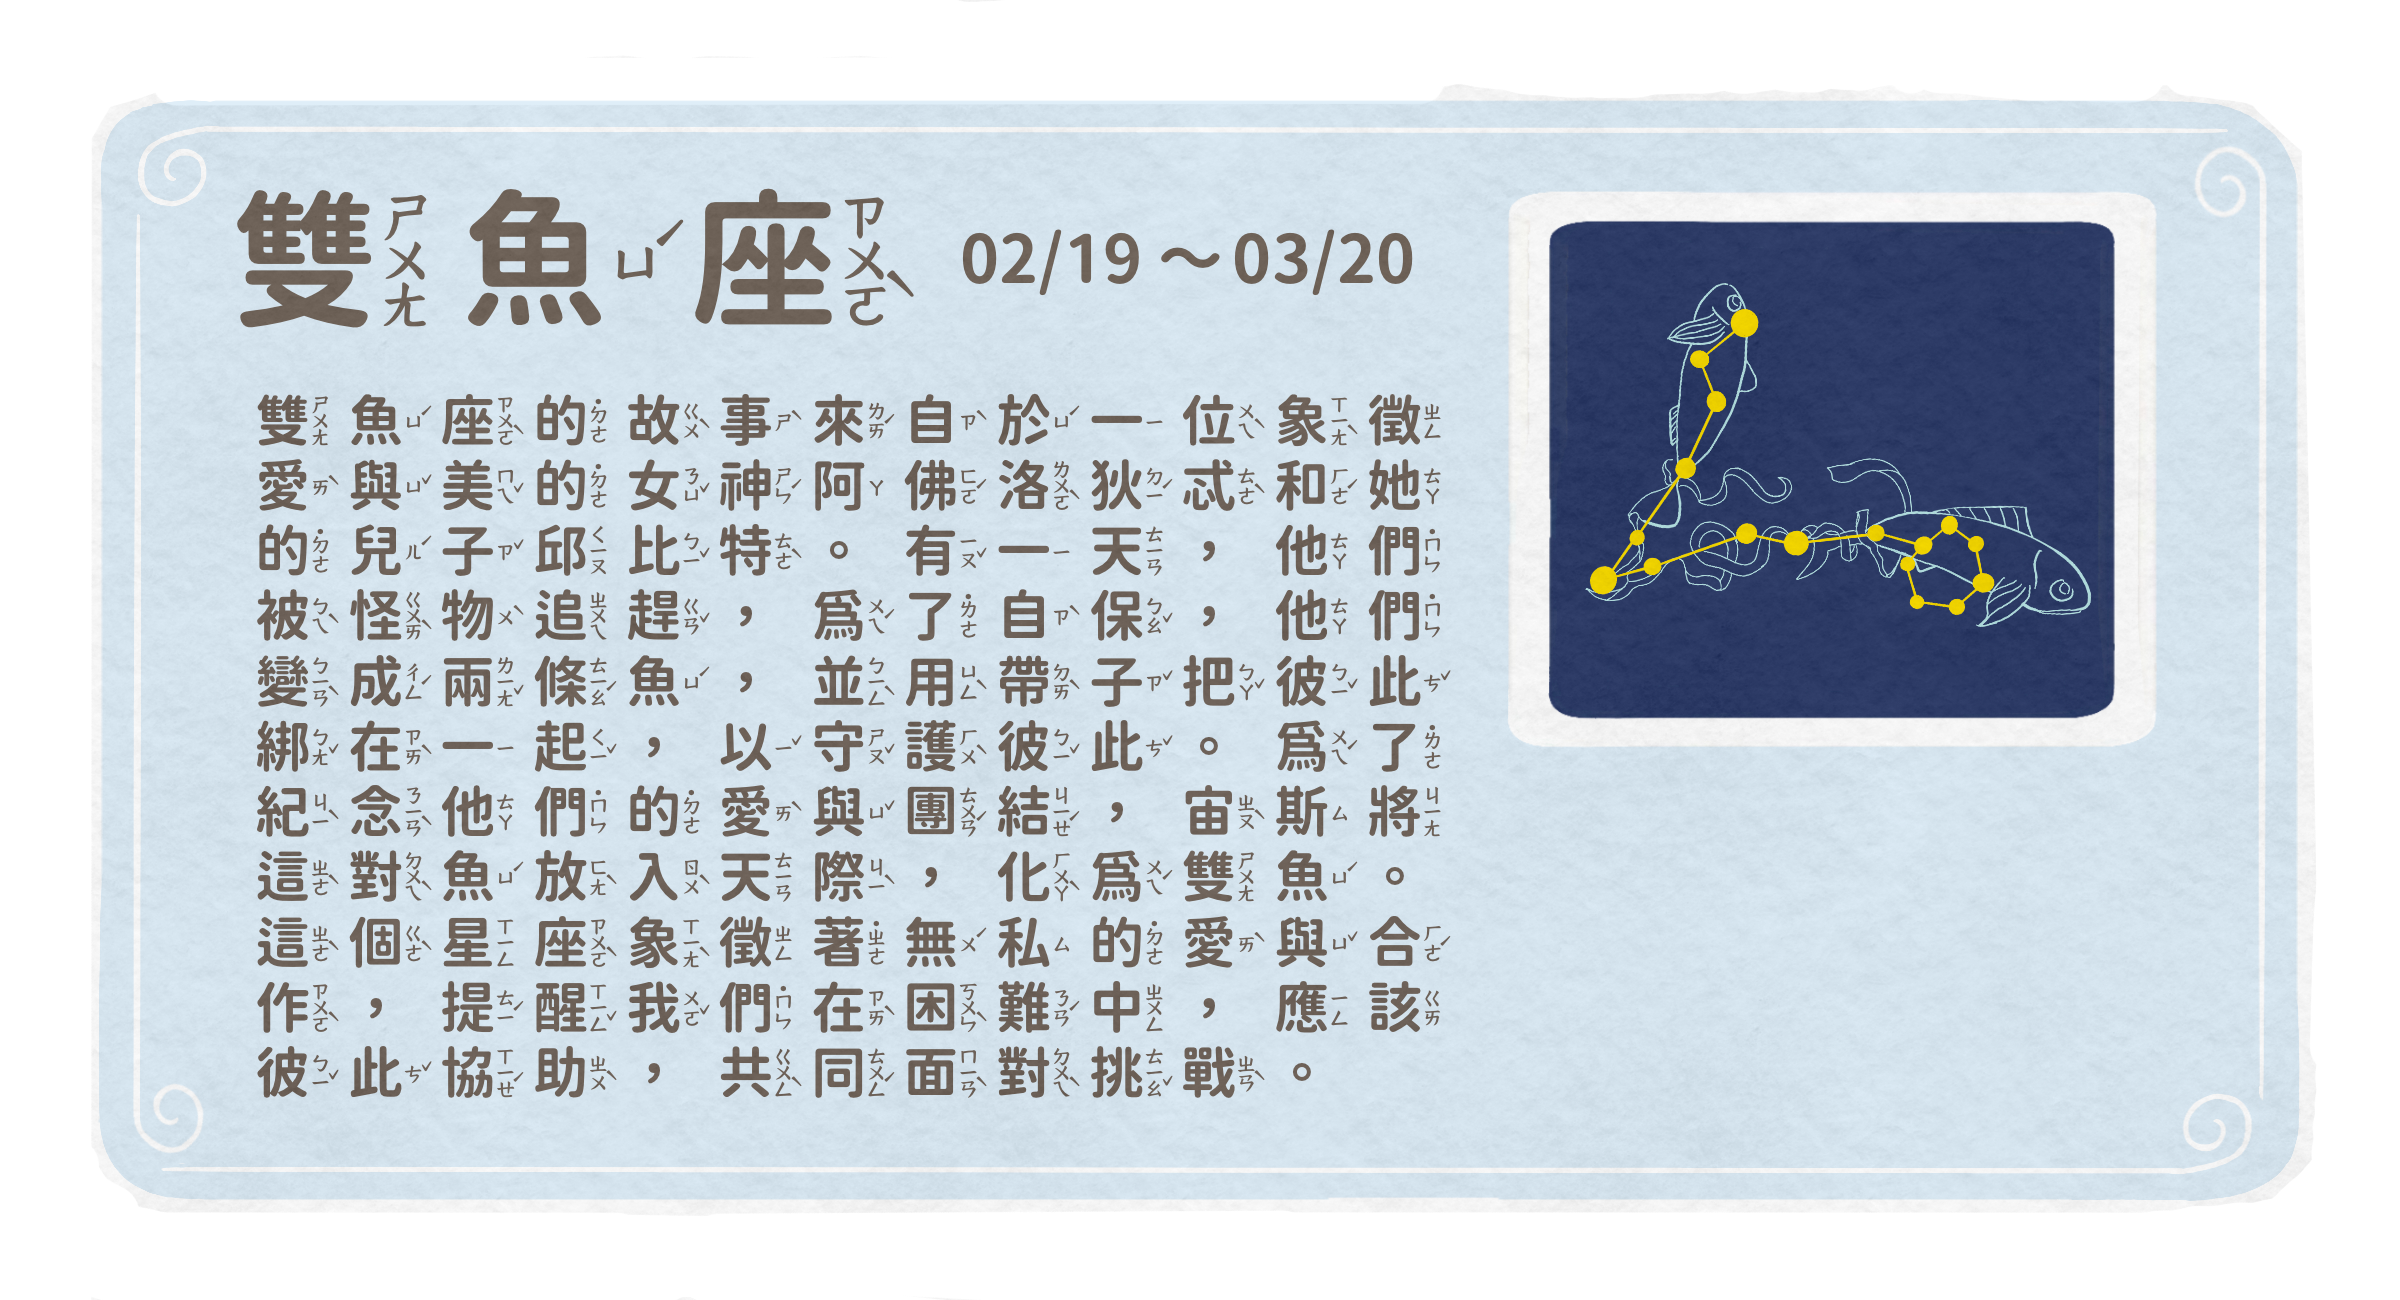 雙魚座 02/19～03/20
雙魚座的故事來自於一位象徵
愛與美的女神阿佛洛狄忒和她
的兒子邱比特。有一天，他們
被怪物追趕，為了自保，他們
變成兩條魚，並用帶子把彼此
綁在一起，以守護彼此。為了
紀念他們的愛與團結，宙斯將
這對魚放入天際，化為雙魚。
這個星座象徵著無私的愛與合
作，提醒我們在困難中，應該
彼此協助，共同面對挑戰。